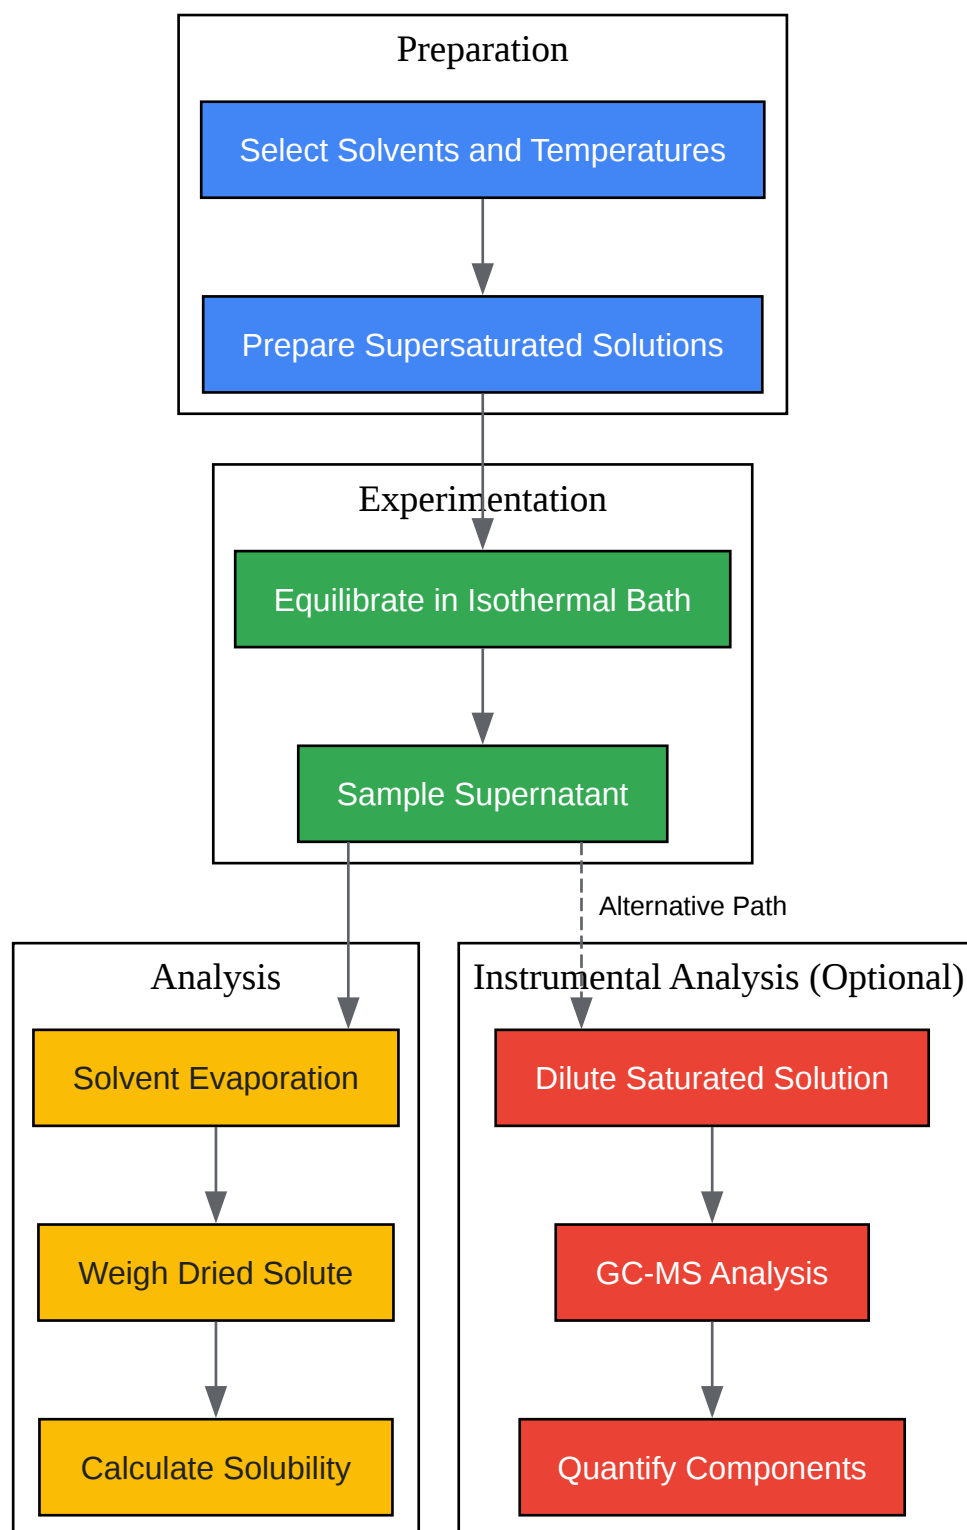 Preparation
Select Solvents and Temperatures
Prepare Supersaturated Solutions
Experimentation
Equilibrate in Isothermal Bath
Sample Supernatant
Alternative Path
Analysis
Solvent Evaporation
Weigh Dried Solute
Calculate Solubility
Instrumental Analysis (Optional)
Dilute Saturated Solution
GC-MS Analysis
Quantify Components